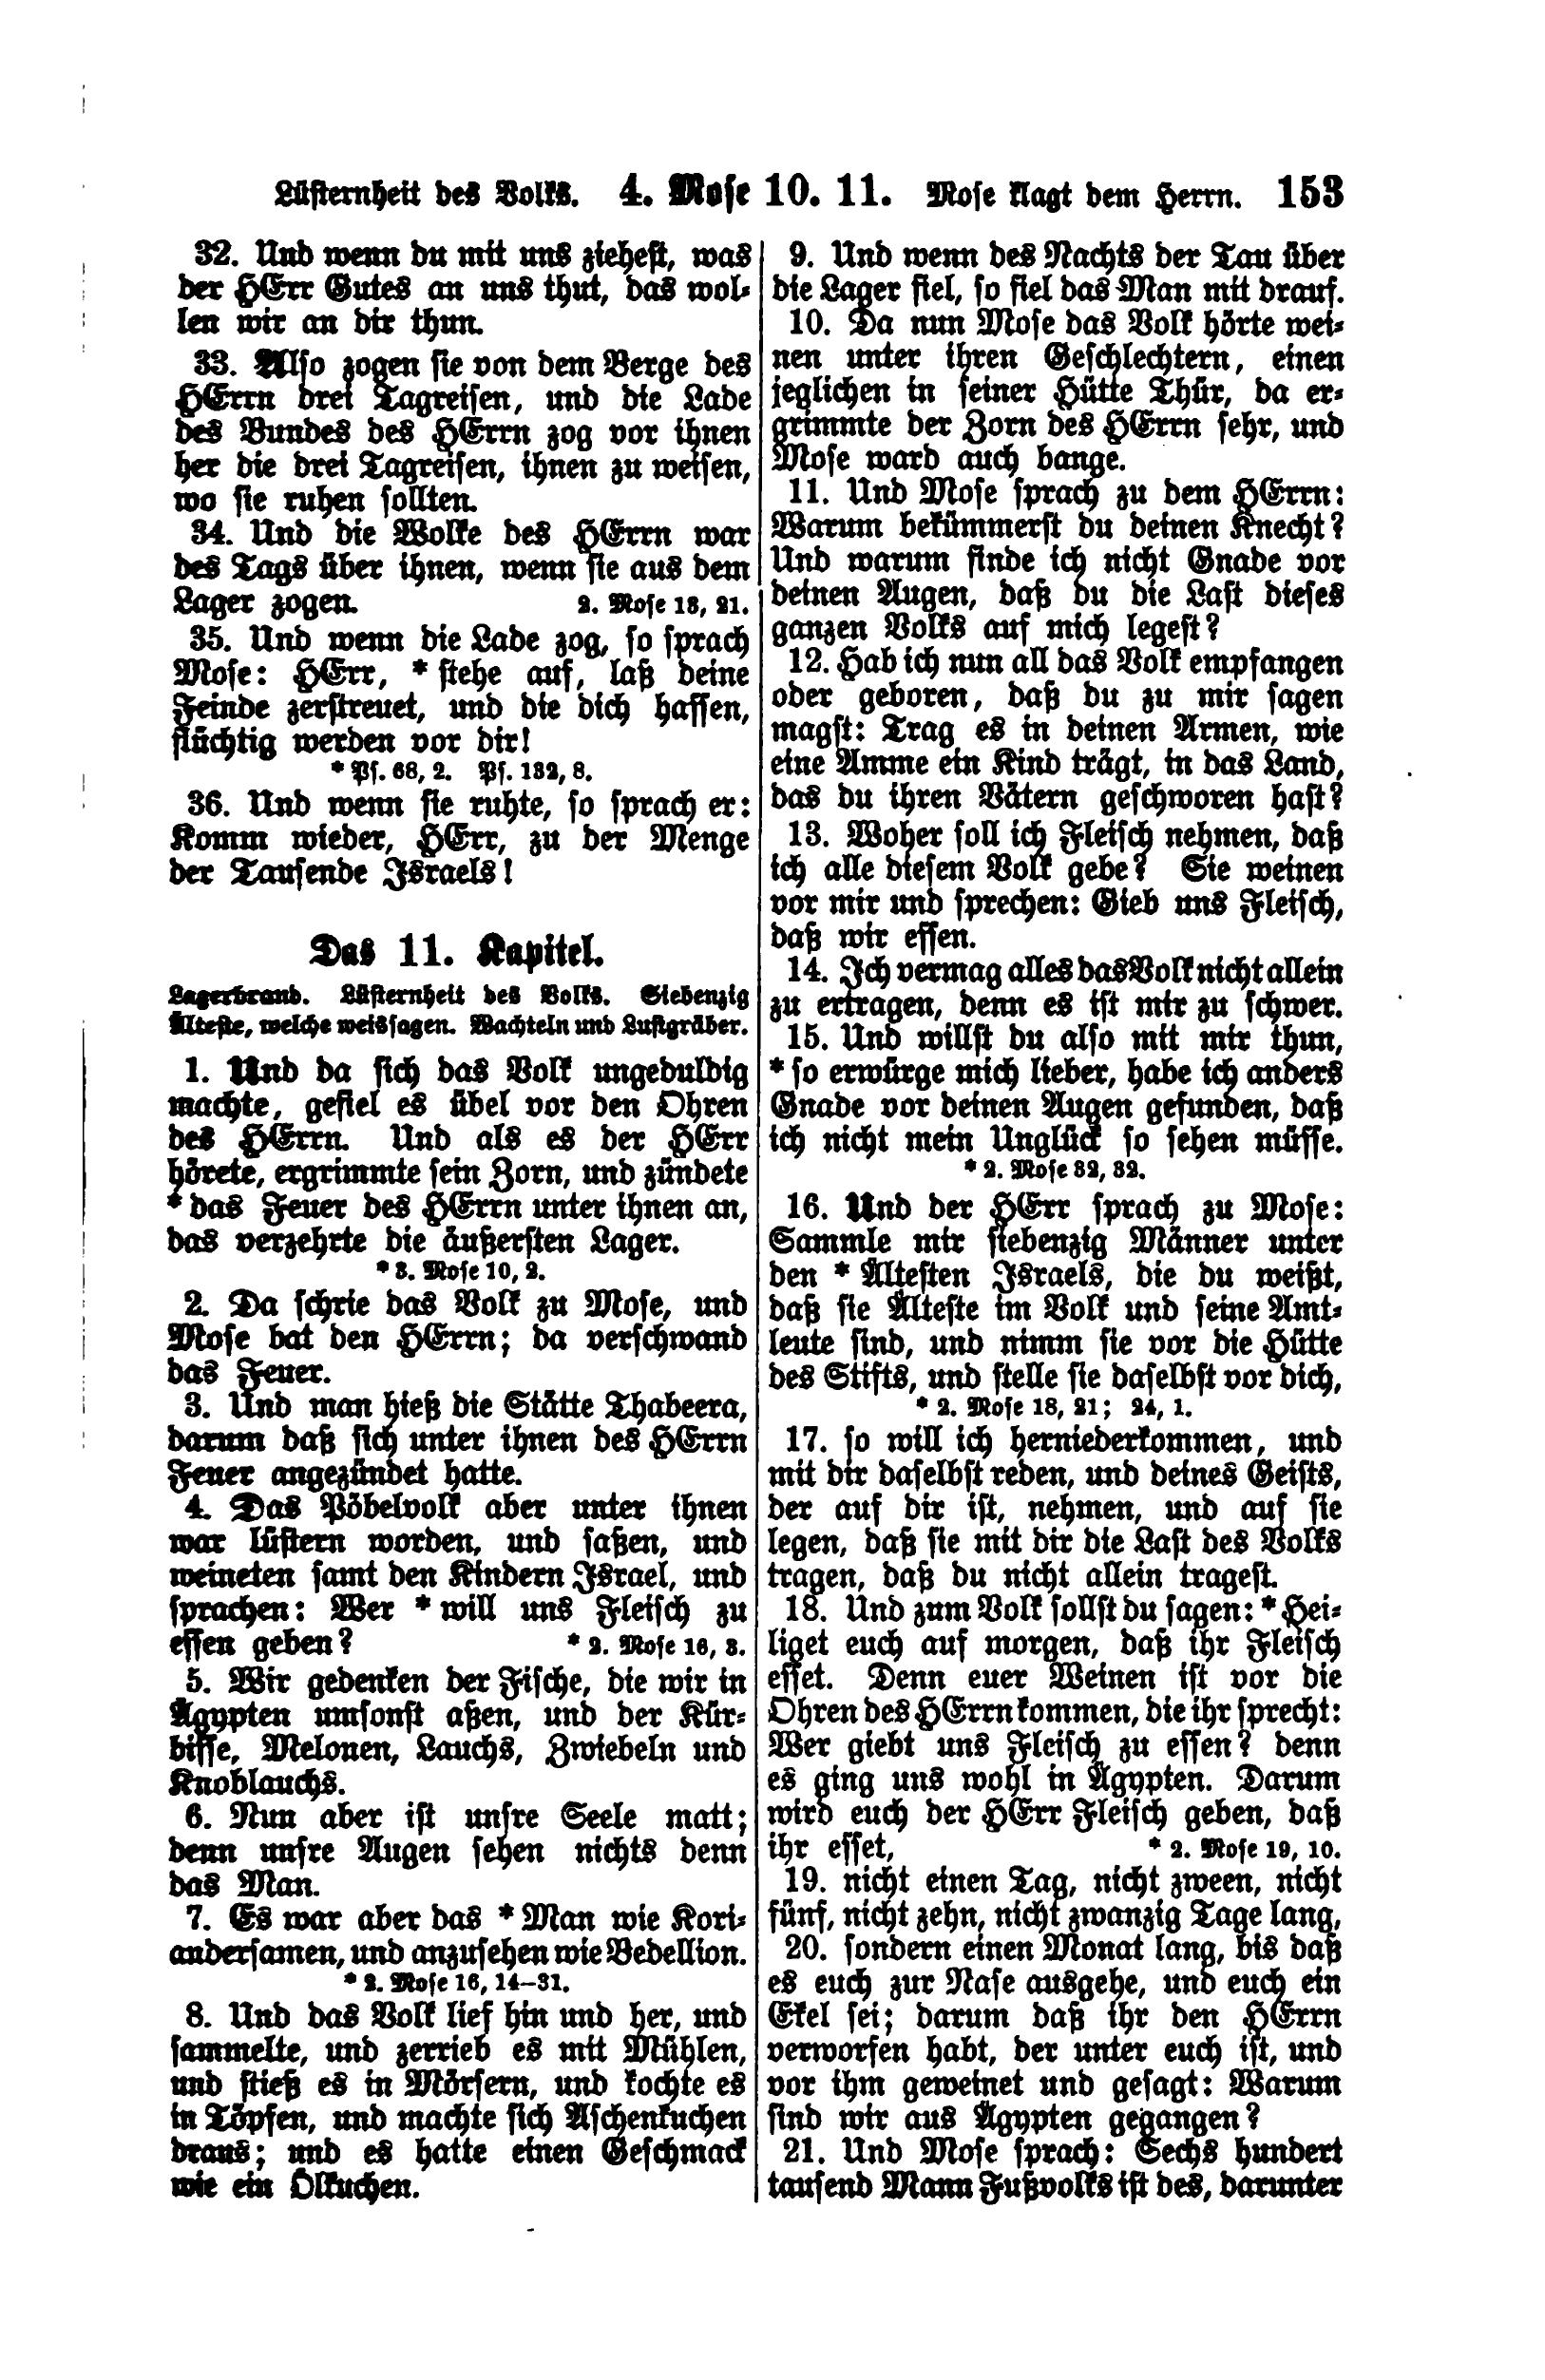 Lüsternheit des Volks. 4. Mose 10. 11. Mose klagt dem Herrn. 153
32. Und wenn du mit uns ziehest, was
der HErr Gutes an uns thut, das wol-
len wir an dir thun.
33. Also zogen sie von dem Berge des
HErrn drei Tagreisen, und die Lade
des Bundes des HErrn zog vor ihnen
her die drei Tagreisen, ihnen zu weisen,
wo sie ruhen sollten.
34. Und die Wolke des HErrn war
des Tags über ihnen, wenn sie aus dem
Lager zogen. 2. Mose 13, 21.
35. Und wenn die Lade zog, so sprach
Mose: HErr, * stehe auf, laß deine
Feinde zerstreuet, und die dich hassen,
flüchtig werden vor dir!
* Ps. 68, 2. Ps. 132, 8.
36. Und wenn sie ruhte, so sprach er:
Komm wieder, HErr, zu der Menge
der Tausende Israels!
Das 11. Kapitel.
Lagerbrand. Lüsternheit des Volks. Siebenzig
Älteste, welche weissagen. Wachteln und Lustgräber.
1. Und da sich das Volk ungeduldig
machte, gefiel es übel vor den Ohren
des HErrn. Und als es der HErr
hörete, ergrimmte sein Zorn, und zündete
* das Feuer des HErrn unter ihnen an,
das verzehrte die äußersten Lager.
* 3. Mose 10, 2.
2. Da schrie das Volk zu Mose, und
Mose bat den HErrn; da verschwand
das Feuer.
3. Und man hieß die Stätte Thabeera,
darum daß sich unter ihnen des HErrn
Feuer angezündet hatte.
4. Das Pöbelvolk aber unter ihnen
war lüstern worden, und saßen, und
weineten samt den Kindern Israel, und
sprachen: Wer * will uns Fleisch zu
essen geben? * 2. Mose 16, 3.
5. Wir gedenken der Fische, die wir in
Ägypten umsonst aßen, und der Kür-
bisse, Melonen, Lauchs, Zwiebeln und
Knoblauchs.
6. Nun aber ist unsre Seele matt;
denn unsre Augen sehen nichts denn
das Man.
7. Es war aber das * Man wie Kori-
andersamen, und anzusehen wie Bedellion.
* 2. Mose 16, 14–31.
8. Und das Volk lief hin und her, und
sammelte, und zerrieb es mit Mühlen,
und stieß es in Mörsern, und kochte es
in Töpfen, und machte sich Aschenkuchen
draus; und es hatte einen Geschmack
wie ein Ölkuchen.
9. Und wenn des Nachts der Tau über
die Lager fiel, so fiel das Man mit drauf.
10. Da nun Mose das Volk hörte wei-
nen unter ihren Geschlechtern, einen
jeglichen in seiner Hütte Thür, da er-
grimmte der Zorn des HErrn sehr, und
Mose ward auch bange.
11. Und Mose sprach zu dem HErrn:
Warum bekümmerst du deinen Knecht?
Und warum finde ich nicht Gnade vor
deinen Augen, daß du die Last dieses
ganzen Volks auf mich legest?
12. Hab ich nun all das Volk empfangen
oder geboren, daß du zu mir sagen
magst: Trag es in deinen Armen, wie
eine Amme ein Kind trägt, in das Land,
das du ihren Vätern geschworen hast?
13. Woher soll ich Fleisch nehmen, daß
ich alle diesem Volk gebe? Sie weinen
vor mir und sprechen: Gieb uns Fleisch,
daß wir essen.
14. Ich vermag alles das Volk nicht allein
zu ertragen, denn es ist mir zu schwer.
15. Und willst du also mit mir thun,
* so erwürge mich lieber, habe ich anders
Gnade vor deinen Augen gefunden, daß
ich nicht mein Unglück so sehen müsse.
* 2. Mose 32, 32.
16. Und der HErr sprach zu Mose:
Sammle mir siebenzig Männer unter
den * Ältesten Israels, die du weißt,
daß sie Älteste im Volk und seine Amt-
leute sind, und nimm sie vor die Hütte
des Stifts, und stelle sie daselbst vor dich,
* 2. Mose 18, 21; 24, 1.
17. so will ich herniederkommen, und
mit dir daselbst reden, und deines Geists,
der auf dir ist, nehmen, und auf sie
legen, daß sie mit dir die Last des Volks
tragen, daß du nicht allein tragest.
18. Und zum Volk sollst du sagen: * Hei-
liget euch auf morgen, daß ihr Fleisch
esset. Denn euer Weinen ist vor die
Ohren des HErrn kommen, die ihr sprecht:
Wer giebt uns Fleisch zu essen? denn
es ging uns wohl in Ägypten. Darum
wird euch der HErr Fleisch geben, daß
ihr esset, * 2. Mose 19, 10.
19. nicht einen Tag, nicht zween, nicht
fünf, nicht zehn, nicht zwanzig Tage lang,
20. sondern einen Monat lang, bis daß
es euch zur Nase ausgehe, und euch ein
Ekel sei; darum daß ihr den HErrn
verworfen habt, der unter euch ist, und
vor ihm geweinet und gesagt: Warum
sind wir aus Ägypten gegangen?
21. Und Mose sprach: Sechs hundert
tausend Mann Fußvolks ist des, darunter